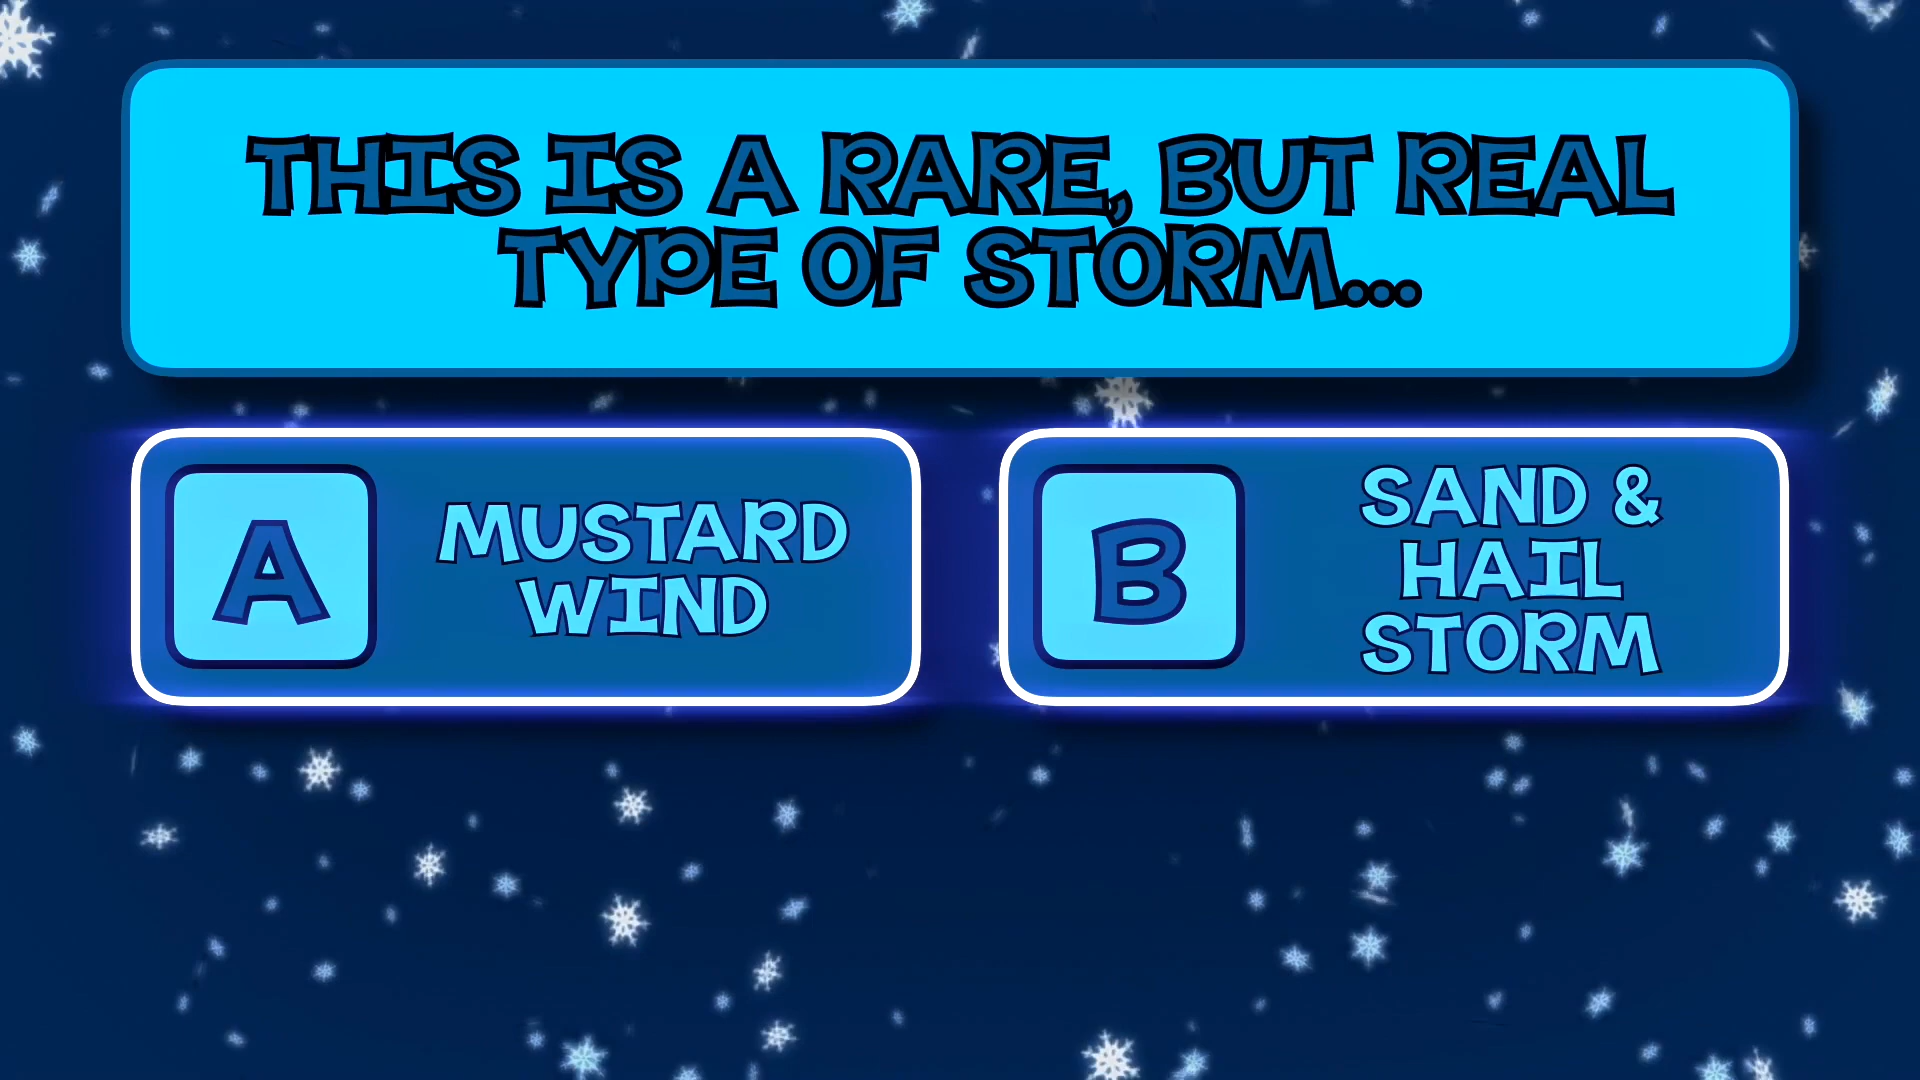 THIS IS A RARE, BUT REAL
TYPE OF STORM...
A
MUSTARD
WIND
B
SAND &
HAIL
STORM